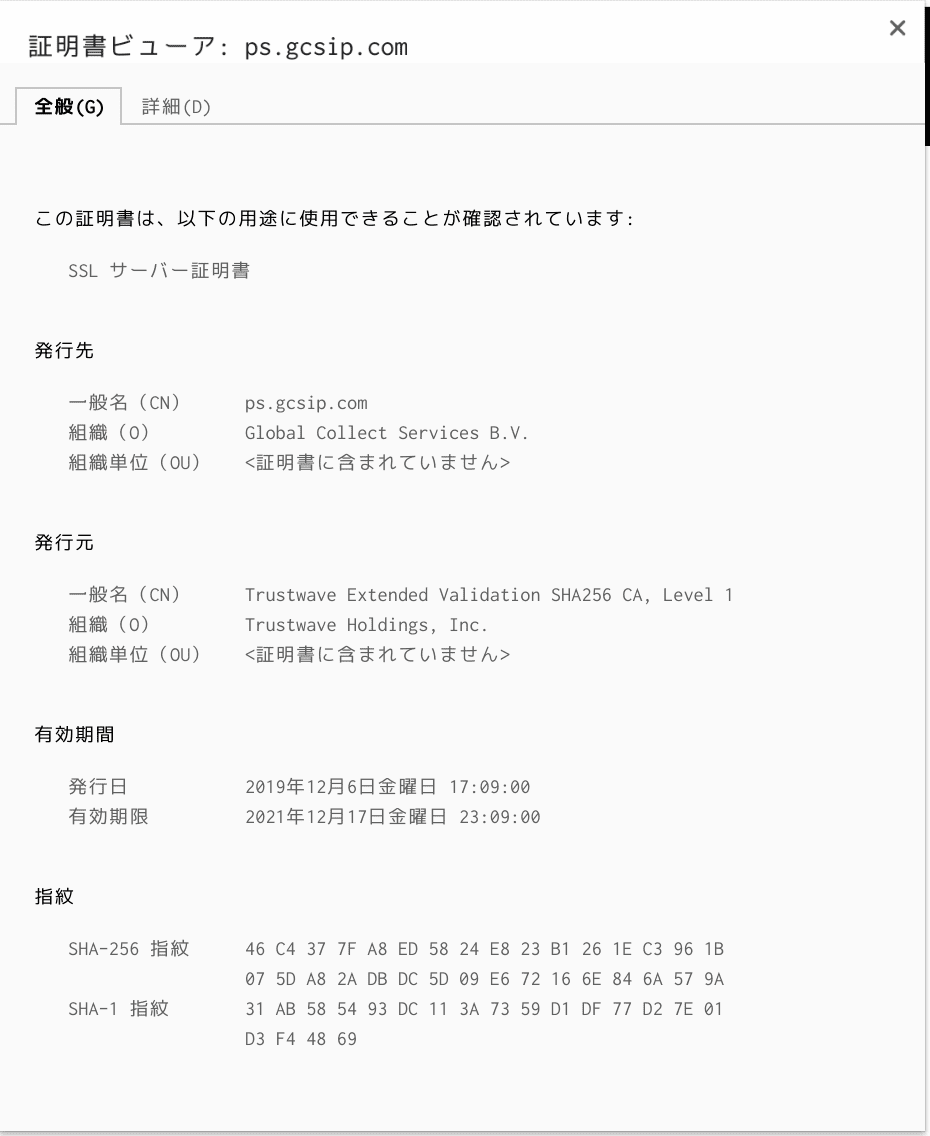 証明書ビューア: ps.gcsip.com
×
全般(G) 詳細(D)
この証明書は、以下の用途に使用できることが確認されています:
SSL サーバー証明書
発行先
一般名 (CN) ps.gcsip.com
組織 (O) Global Collect Services B.V.
組織単位 (OU) <証明書に含まれていません>
発行元
一般名 (CN) Trustwave Extended Validation SHA256 CA, Level 1
組織 (O) Trustwave Holdings, Inc.
組織単位 (OU) <証明書に含まれていません>
有効期間
発行日 2019年12月6日金曜日 17:09:00
有効期限 2021年12月17日金曜日 23:09:00
指紋
SHA-256 指紋 46 C4 37 7F A8 ED 58 24 E8 23 B1 26 1E C3 96 1B
07 5D A8 2A DB DC 5D 09 E6 72 16 6E 84 6A 57 9A
SHA-1 指紋 31 AB 58 54 93 DC 11 3A 73 59 D1 DF 77 D2 7E 01
D3 F4 48 69